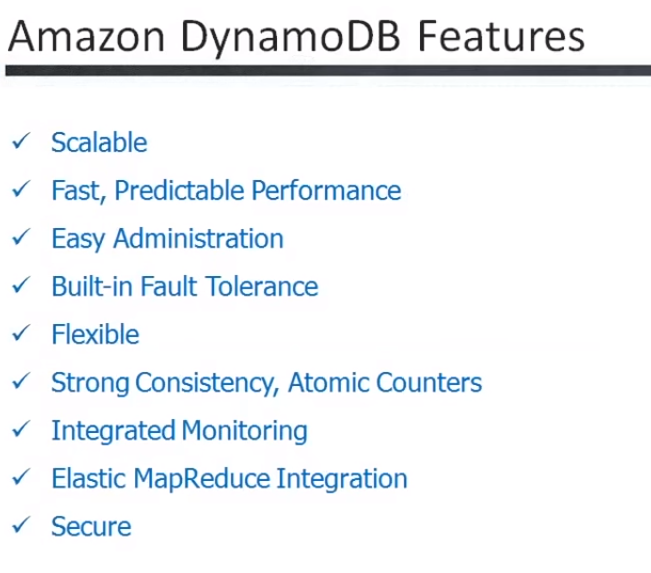 Amazon DynamoDB Features
✓ Scalable
✓ Fast, Predictable Performance
✓ Easy Administration
✓ Built-in Fault Tolerance
✓ Flexible
✓ Strong Consistency, Atomic Counters
✓ Integrated Monitoring
✓ Elastic MapReduce Integration
✓ Secure